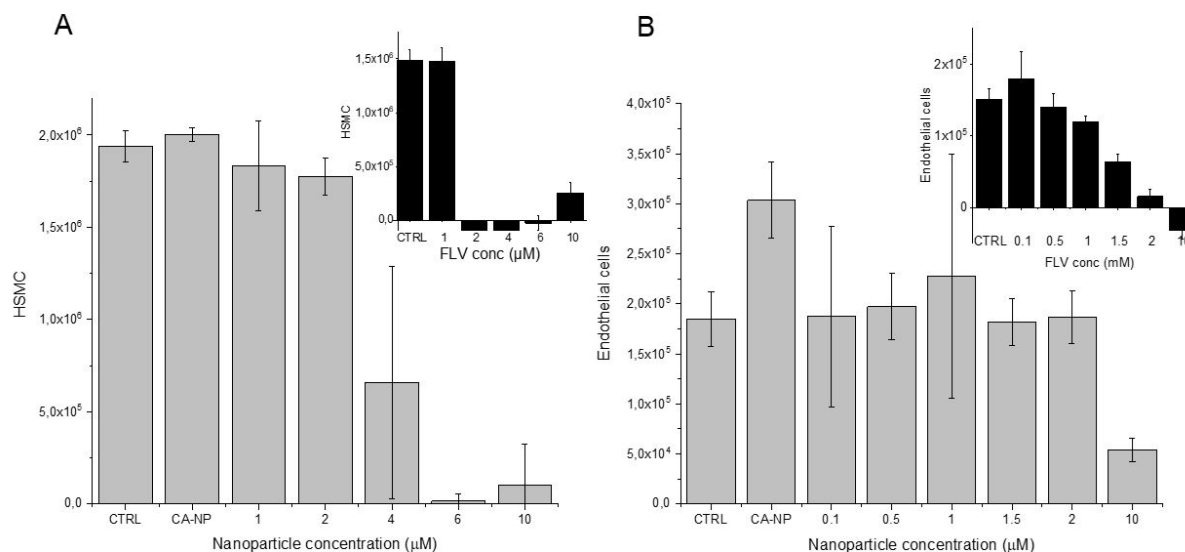 A
HSMC
2,0x10⁶
1,5x10⁶
1,0x10⁶
5,0x10⁵
0,0
CTRL CA-NP 1 2 4 6 10
Nanoparticle concentration (µM)
HSMC
1,5x10⁶
1,0x10⁶
5,0x10⁵
0,0
CTRL 1 2 4 6 10
FLV conc (µM)
B
Endothelial cells
4,0x10⁵
3,5x10⁵
3,0x10⁵
2,5x10⁵
2,0x10⁵
1,5x10⁵
1,0x10⁵
5,0x10⁴
0,0
CTRL CA-NP 0.1 0.5 1 1.5 2 10
Nanoparticle concentration (µM)
Endothelial cells
2x10⁵
1x10⁵
0
CTRL 0.1 0.5 1 1.5 2 10
FLV conc (mM)